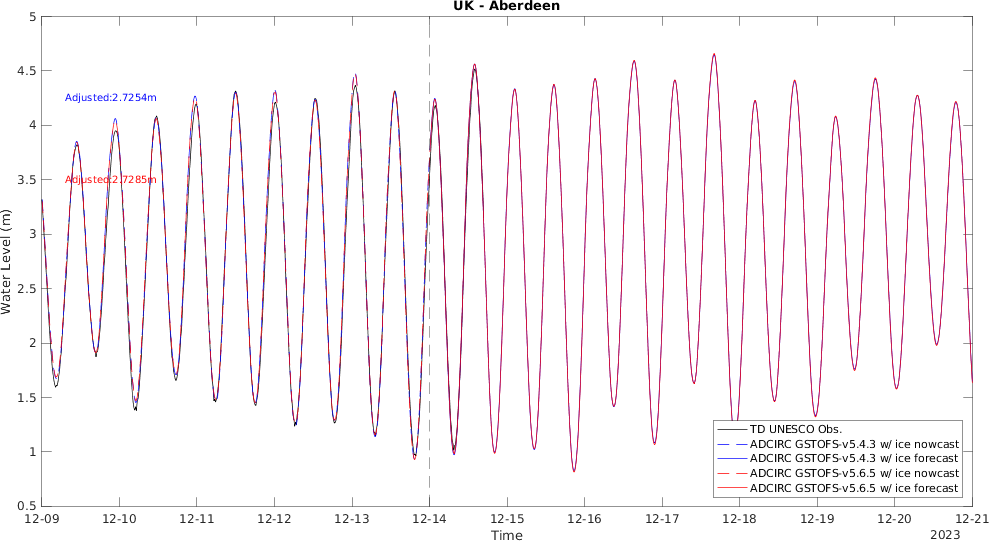 UK - Aberdeen
5
4.5
4
3.5
3
2.5
2
1.5
1
0.5
Water Level (m)
Adjusted:2.7254m
Adjusted:2.7285m
TD UNESCO Obs.
ADCIRC GSTOFS-v5.4.3 w/ ice nowcast
ADCIRC GSTOFS-v5.4.3 w/ ice forecast
ADCIRC GSTOFS-v5.6.5 w/ ice nowcast
ADCIRC GSTOFS-v5.6.5 w/ ice forecast
12-09 12-10 12-11 12-12 12-13 12-14 12-15 12-16 12-17 12-18 12-19 12-20 12-21
Time
2023